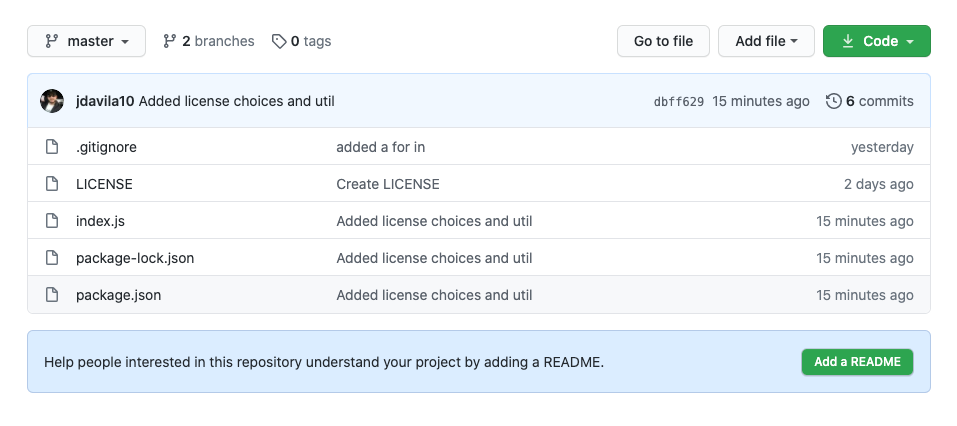 master 2 branches 0 tags Go to file Add file Code
jdavila10 Added license choices and util dbff629 15 minutes ago 6 commits
.gitignore added a for in yesterday
LICENSE Create LICENSE 2 days ago
index.js Added license choices and util 15 minutes ago
package-lock.json Added license choices and util 15 minutes ago
package.json Added license choices and util 15 minutes ago
Help people interested in this repository understand your project by adding a README. Add a README